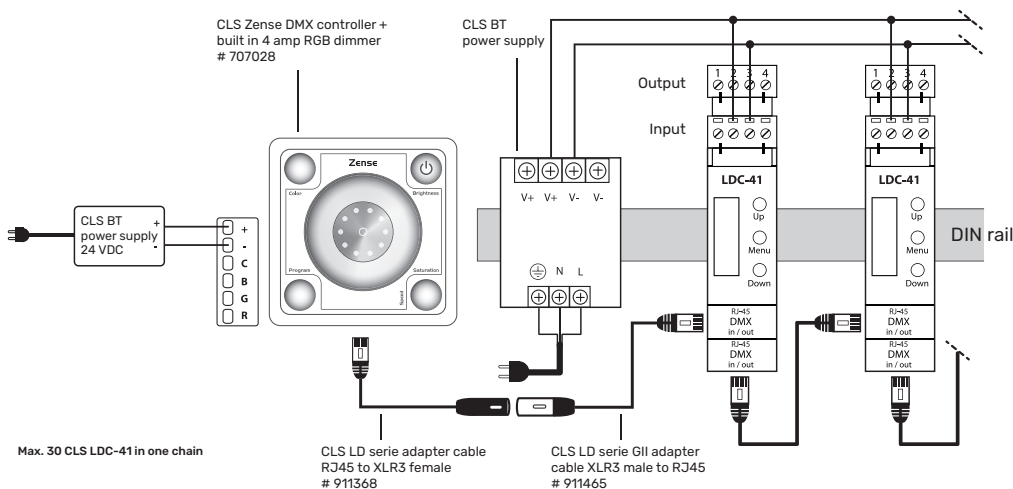 CLS Zense DMX controller +
built in 4 amp RGB dimmer
# 707028
CLS BT
power supply
Output
Input
1 2 3 4
1 2 3 4
Zense
Color
Brightness
Program
Saturation
Speed
CLS BT
power supply
24 VDC
+
-
+
-
C
B
G
R
V+ V+ V- V-
N L
LDC-41
Up
Menu
Down
RJ-45
DMX
in / out
RJ-45
DMX
in / out
LDC-41
Up
Menu
Down
RJ-45
DMX
in / out
RJ-45
DMX
in / out
DIN rail
Max. 30 CLS LDC-41 in one chain
CLS LD serie adapter cable
RJ45 to XLR3 female
# 911368
CLS LD serie GII adapter
cable XLR3 male to RJ45
# 911465